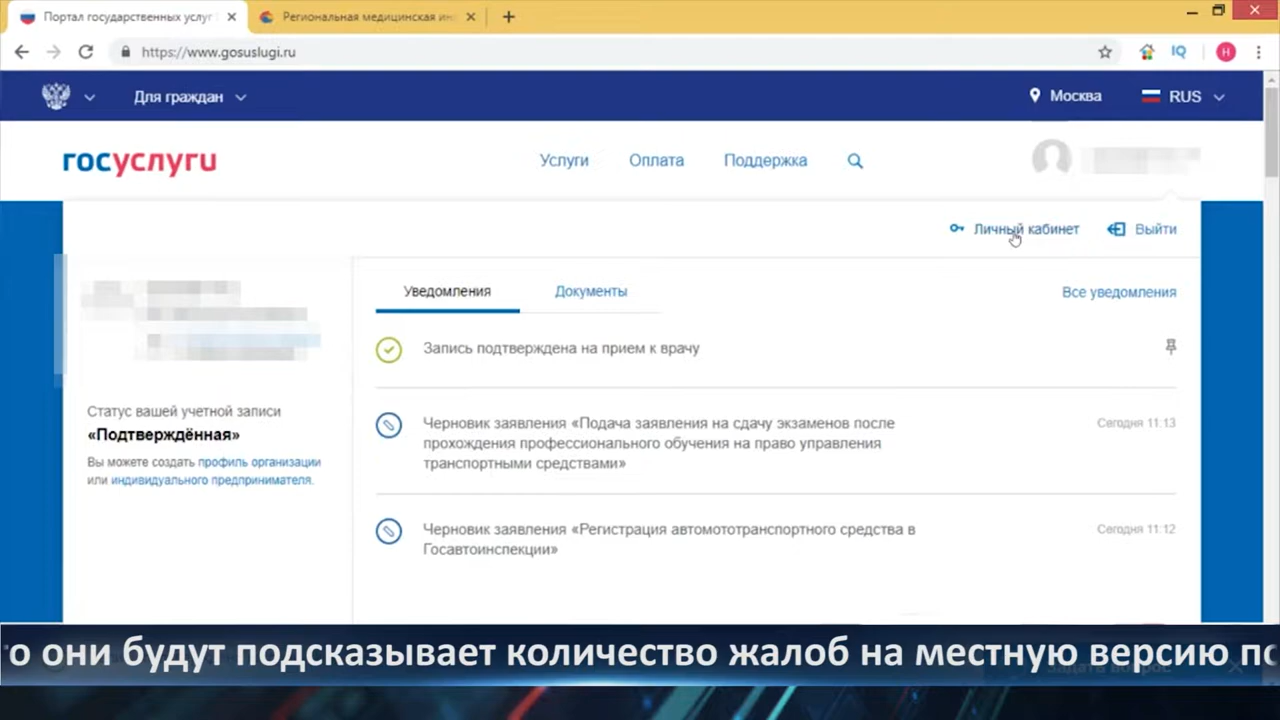 Портал государственных услуг
Региональная медицинская ин
https://www.gosuslugi.ru
IQ
Н
Для граждан
Москва
RUS
госуслуги
Услуги
Оплата
Поддержка
Личный кабинет
Выйти
Уведомления
Документы
Все уведомления
Запись подтверждена на прием к врачу
Статус вашей учетной записи
«Подтверждённая»
Вы можете создать профиль организации
или индивидуального предпринимателя.
Черновик заявления «Подача заявления на сдачу экзаменов после
прохождения профессионального обучения на право управления
транспортными средствами»
Сегодня 11:13
Черновик заявления «Регистрация автомототранспортного средства в
Госавтоинспекции»
Сегодня 11:12
о они будут подсказывает количество жалоб на местную версию по